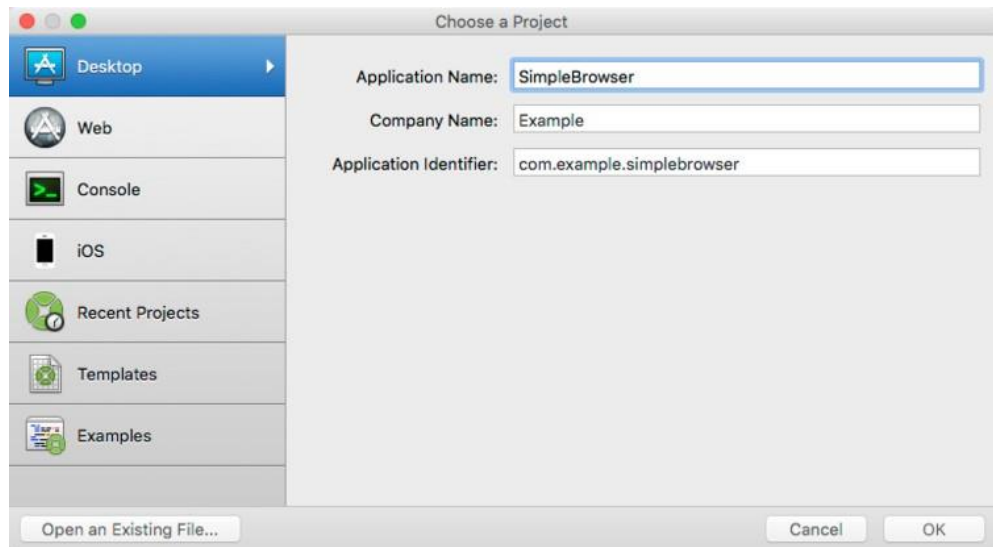 Choose a Project
Desktop
Web
Console
iOS
Recent Projects
Templates
Examples
Application Name: SimpleBrowser
Company Name: Example
Application Identifier: com.example.simplebrowser
Open an Existing File...
Cancel
OK